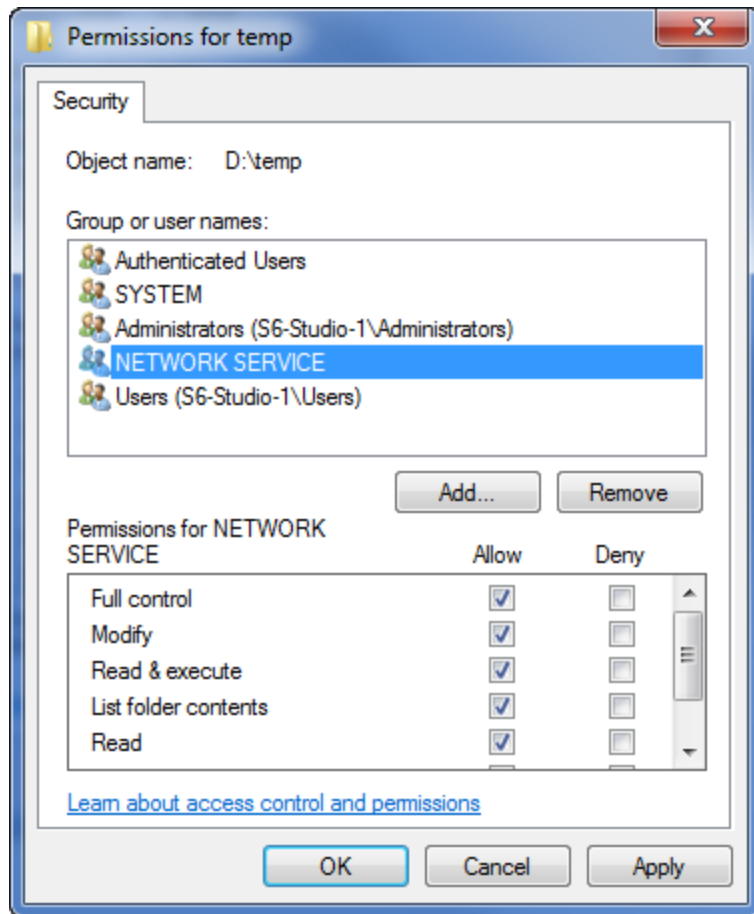 Permissions for temp
Security
Object name: D:\temp
Group or user names:
Authenticated Users
SYSTEM
Administrators (S6-Studio-1\Administrators)
NETWORK SERVICE
Users (S6-Studio-1\Users)
Add... Remove
Permissions for NETWORK
SERVICE Allow Deny
Full control
Modify
Read & execute
List folder contents
Read
Learn about access control and permissions
OK Cancel Apply